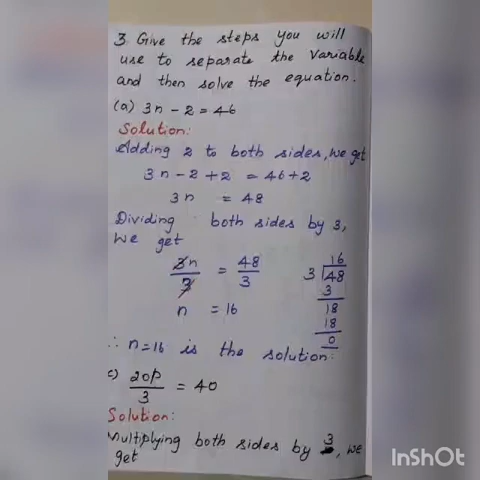 3. Give the steps you will
use to separate the variable
and then solve the equation.
(a) 3n - 2 = 46
Solution:
Adding 2 to both sides, we get
3n - 2 + 2 = 46 + 2
3n = 48
Dividing both sides by 3,
we get
3n/3 = 48/3
n = 16
3 48 16
3
18
18
0
∴ n = 16 is the solution.
c) 20p/3 = 40
Solution:
Multiplying both sides by 3, we
get
InShOt